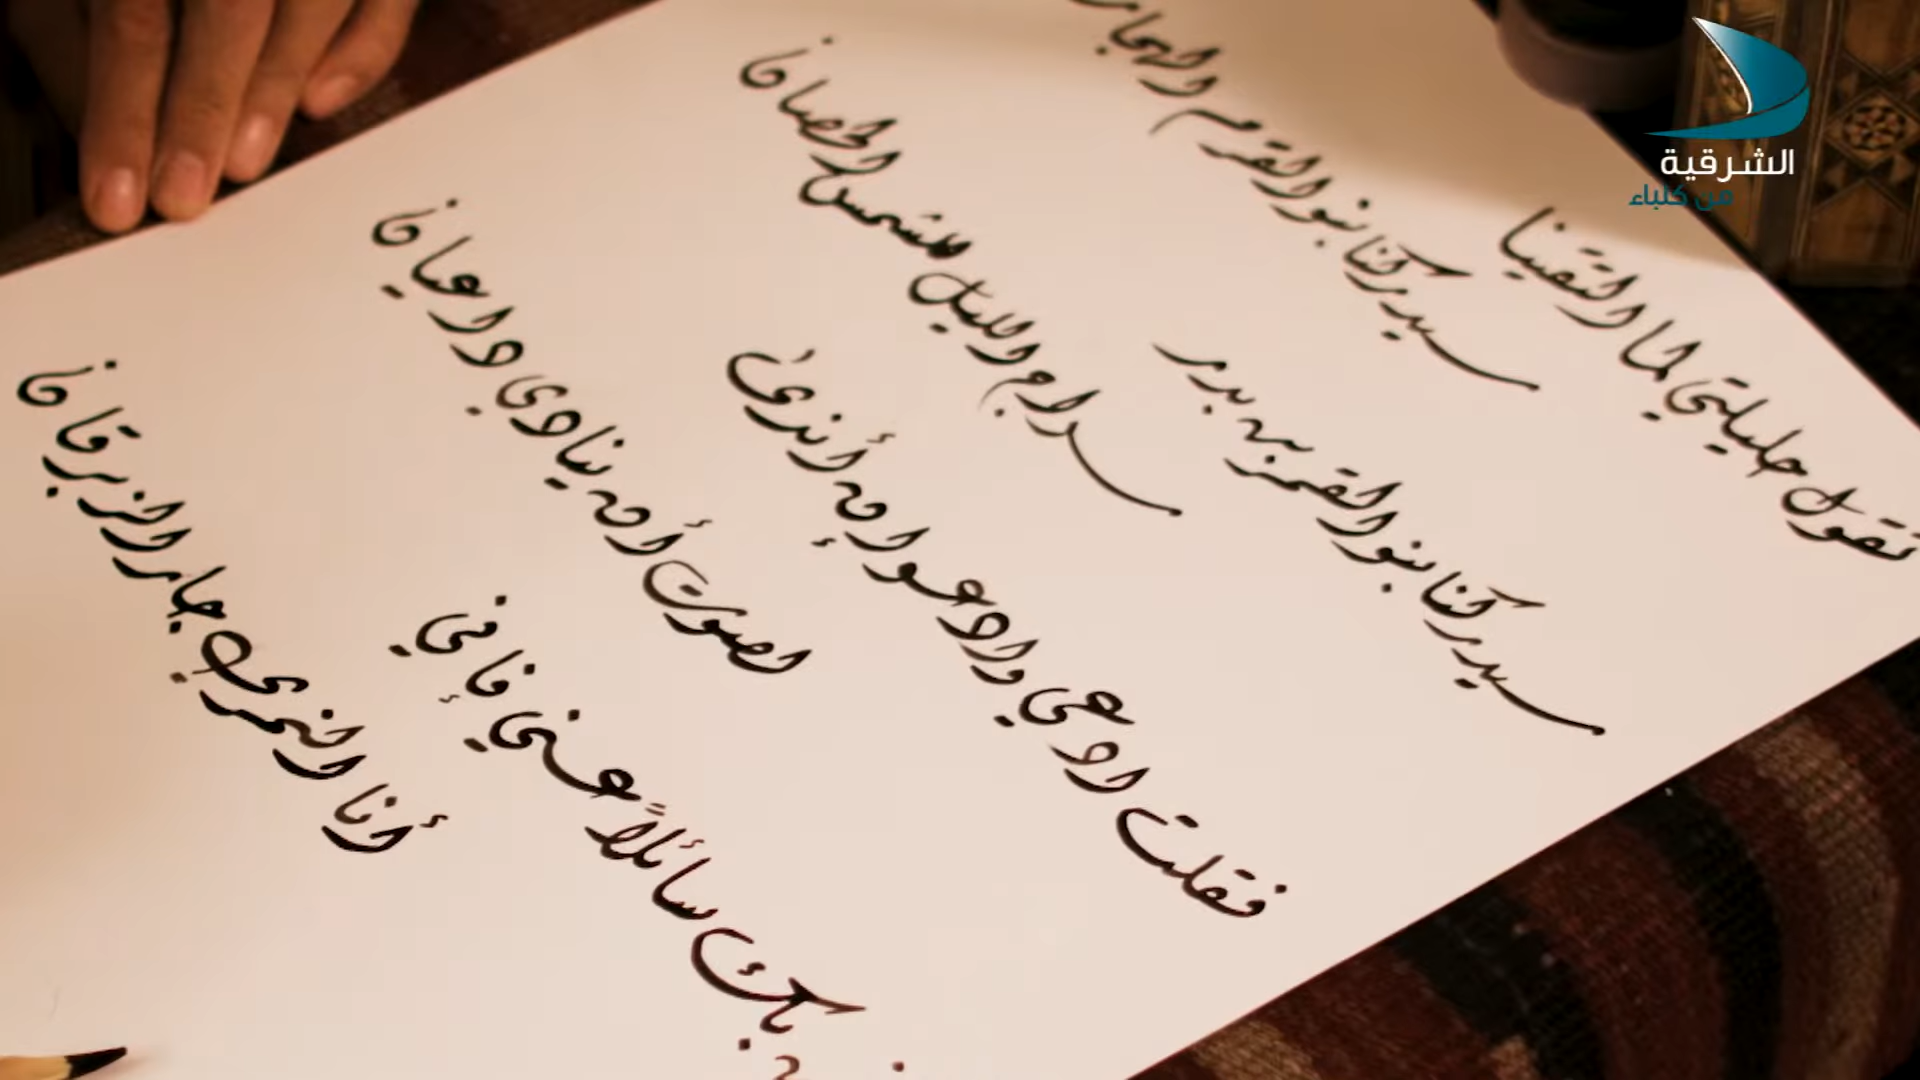 تقول حليلتي لما التقينا
سيدركنا بنو القرم الهجان
سيدركنا بنو القمر بن بدر
سراج الليل للشمس الحصان
فقلت ادعي وادعو إن أندى
لصوت أن ينادي داعيان
يك سائلاً عني فإني
أنا النمري جار الزبرقان
الشرقية
من كلباء